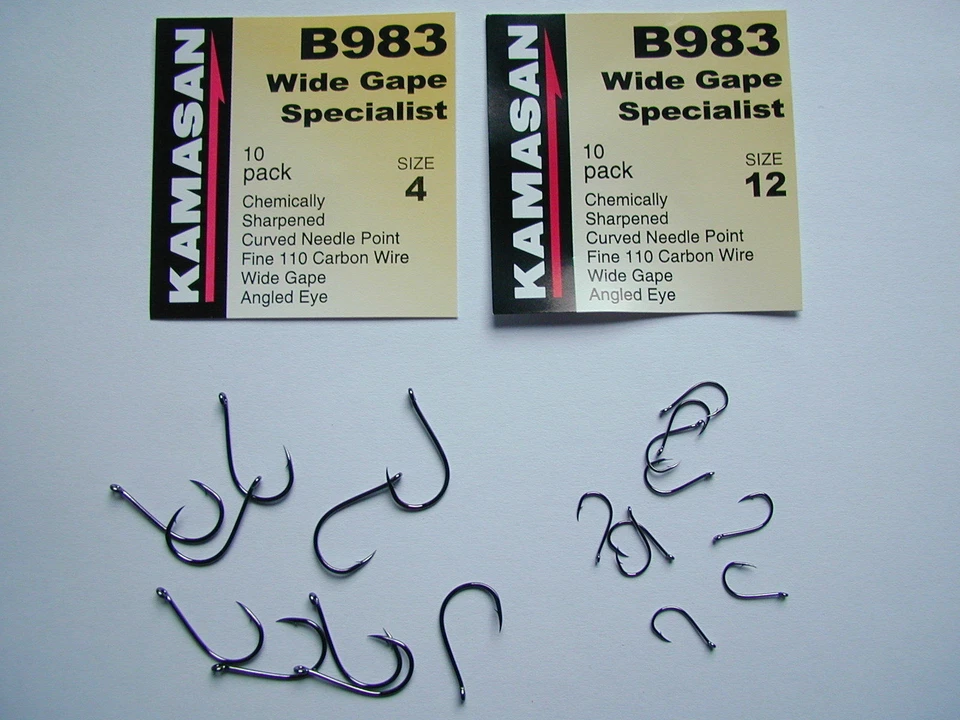 KAMASAN
B983
Wide Gape
Specialist
10
pack
SIZE
4
Chemically
Sharpened
Curved Needle Point
Fine 110 Carbon Wire
Wide Gape
Angled Eye
KAMASAN
B983
Wide Gape
Specialist
10
pack
SIZE
12
Chemically
Sharpened
Curved Needle Point
Fine 110 Carbon Wire
Wide Gape
Angled Eye